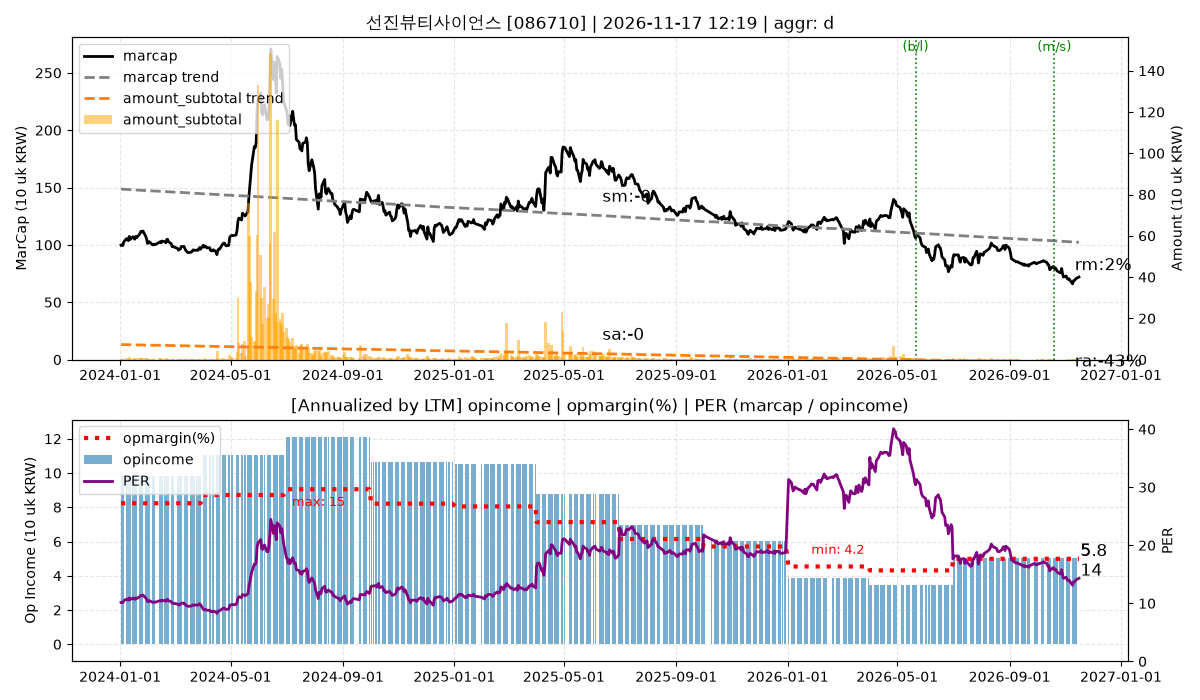 선진뷰티사이언스 [086710] | 2026-11-17 12:19 | aggr: d
(b/l)
(m/s)
marcap
marcap trend
amount_subtotal trend
amount_subtotal
MarCap (10 uk KRW)
250
200
150
100
50
0
Amount (10 uk KRW)
140
120
100
80
60
40
20
0
sm:-0
sa:-0
rm:2%
ra:-43%
2024-01-01 2024-05-01 2024-09-01 2025-01-01 2025-05-01 2025-09-01 2026-01-01 2026-05-01 2026-09-01 2027-01-01
[Annualized by LTM] opincome | opmargin(%) | PER (marcap / opincome)
opmargin(%)
opincome
PER
Op Income (10 uk KRW)
12
10
8
6
4
2
0
PER
40
30
20
10
0
max: 15
min: 4.2
5.8
14
2024-01-01 2024-05-01 2024-09-01 2025-01-01 2025-05-01 2025-09-01 2026-01-01 2026-05-01 2026-09-01 2027-01-01